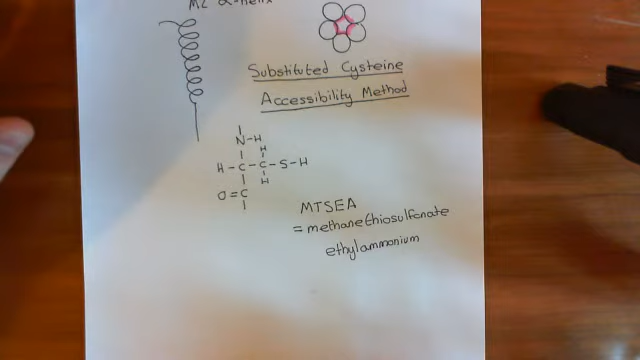 M2 α-helix
Substituted Cysteine
Accessibility Method
N-H
H
H-C-C-S-H
H
O=C
MTSEA
= methanethiosulfonate
ethylammonium